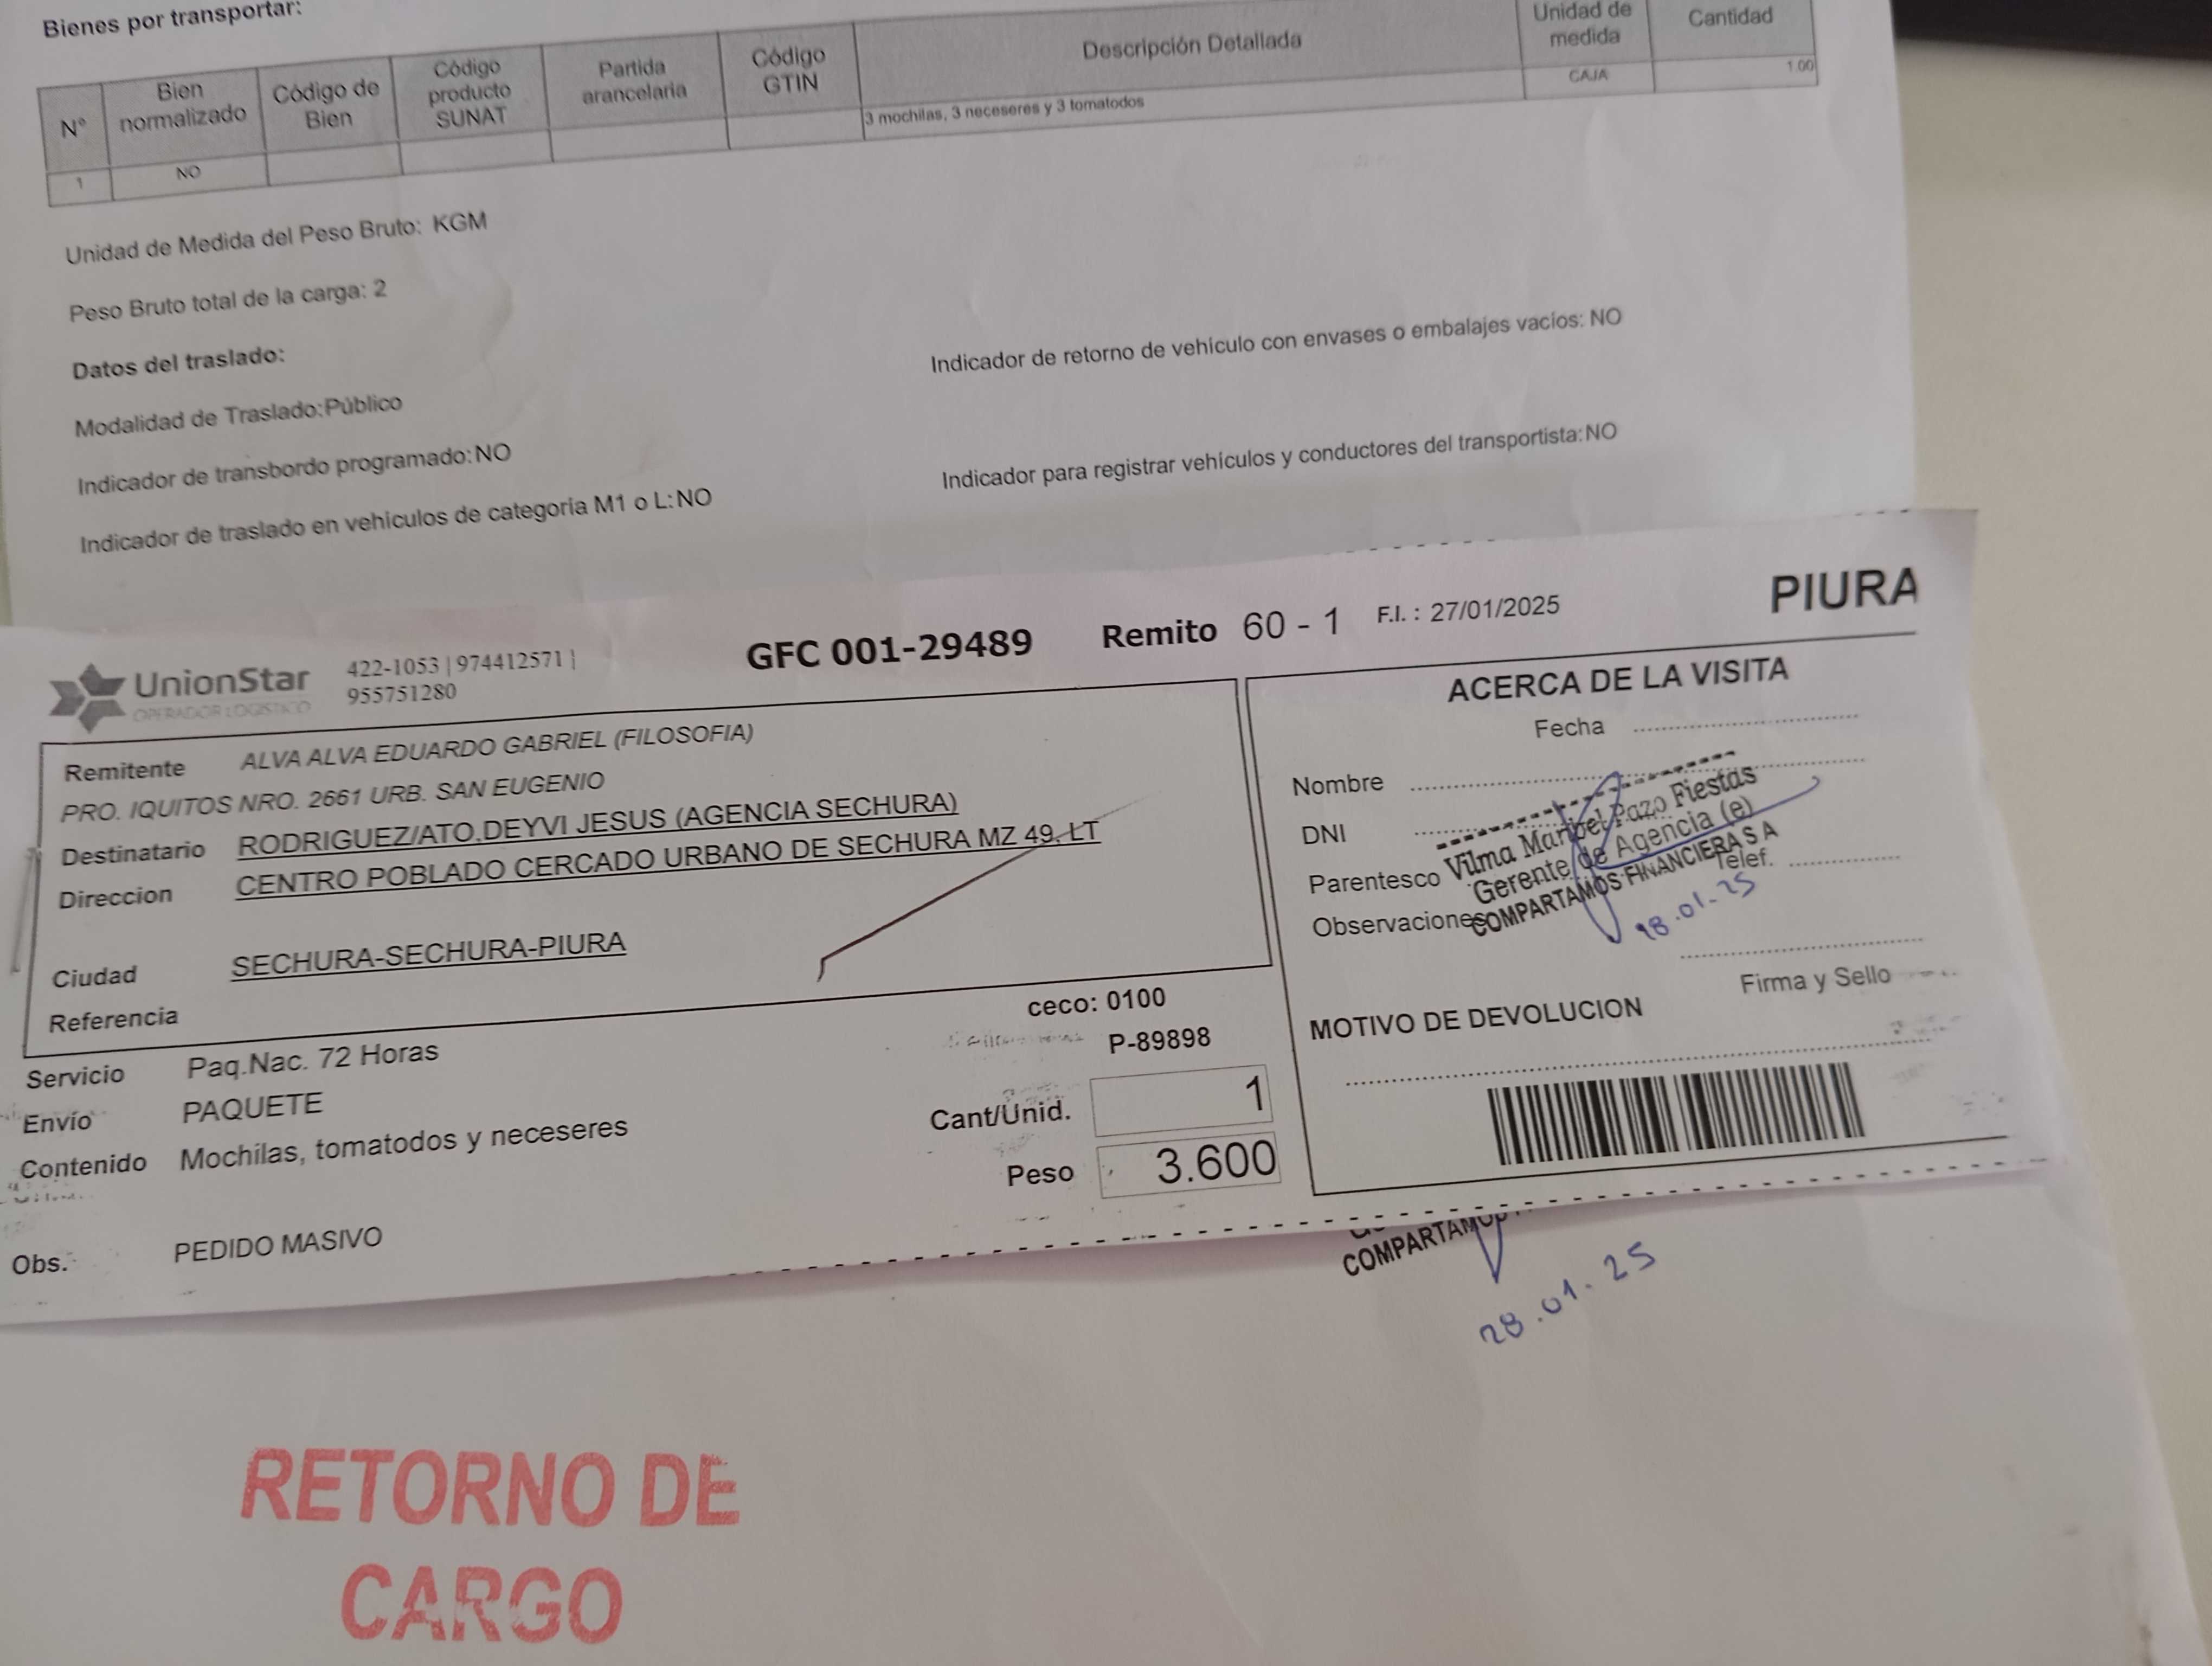 Bienes por transportar:
N° Bien normalizado Código de Bien Código producto SUNAT Partida arancelaria Código GTIN Descripción Detallada Unidad de medida Cantidad
1 NO 3 mochilas, 3 neceseres y 3 tomatodos CAJA 1.00
Unidad de Medida del Peso Bruto: KGM
Peso Bruto total de la carga: 2
Datos del traslado:
Indicador de retorno de vehículo con envases o embalajes vacíos: NO
Modalidad de Traslado:Público
Indicador de transbordo programado:NO
Indicador para registrar vehículos y conductores del transportista:NO
Indicador de traslado en vehículos de categoría M1 o L:NO
UnionStar
OPERADOR LOGISTICO
422-1053 | 974412571 |
955751280
GFC 001-29489 Remito 60 - 1 F.I. : 27/01/2025 PIURA
Remitente ALVA ALVA EDUARDO GABRIEL (FILOSOFIA)
PRO. IQUITOS NRO. 2661 URB. SAN EUGENIO
Destinatario RODRIGUEZ/ATO,DEYVI JESUS (AGENCIA SECHURA)
Direccion CENTRO POBLADO CERCADO URBANO DE SECHURA MZ 49, LT
Ciudad SECHURA-SECHURA-PIURA
Referencia
Servicio Paq.Nac. 72 Horas
Envío PAQUETE
Contenido Mochilas, tomatodos y neceseres
Obs. PEDIDO MASIVO
ceco: 0100
P-89898
Cant/Unid. 1
Peso 3.600
ACERCA DE LA VISITA
Fecha
Nombre
DNI
Parentesco
Telef.
Observaciones
Vilma Maribel Pazo Fiestas
Gerente de Agencia (e)
COMPARTAMOS FINANCIERA S A
28.01.25
Firma y Sello
MOTIVO DE DEVOLUCION
28.01.25
RETORNO DE
CARGO